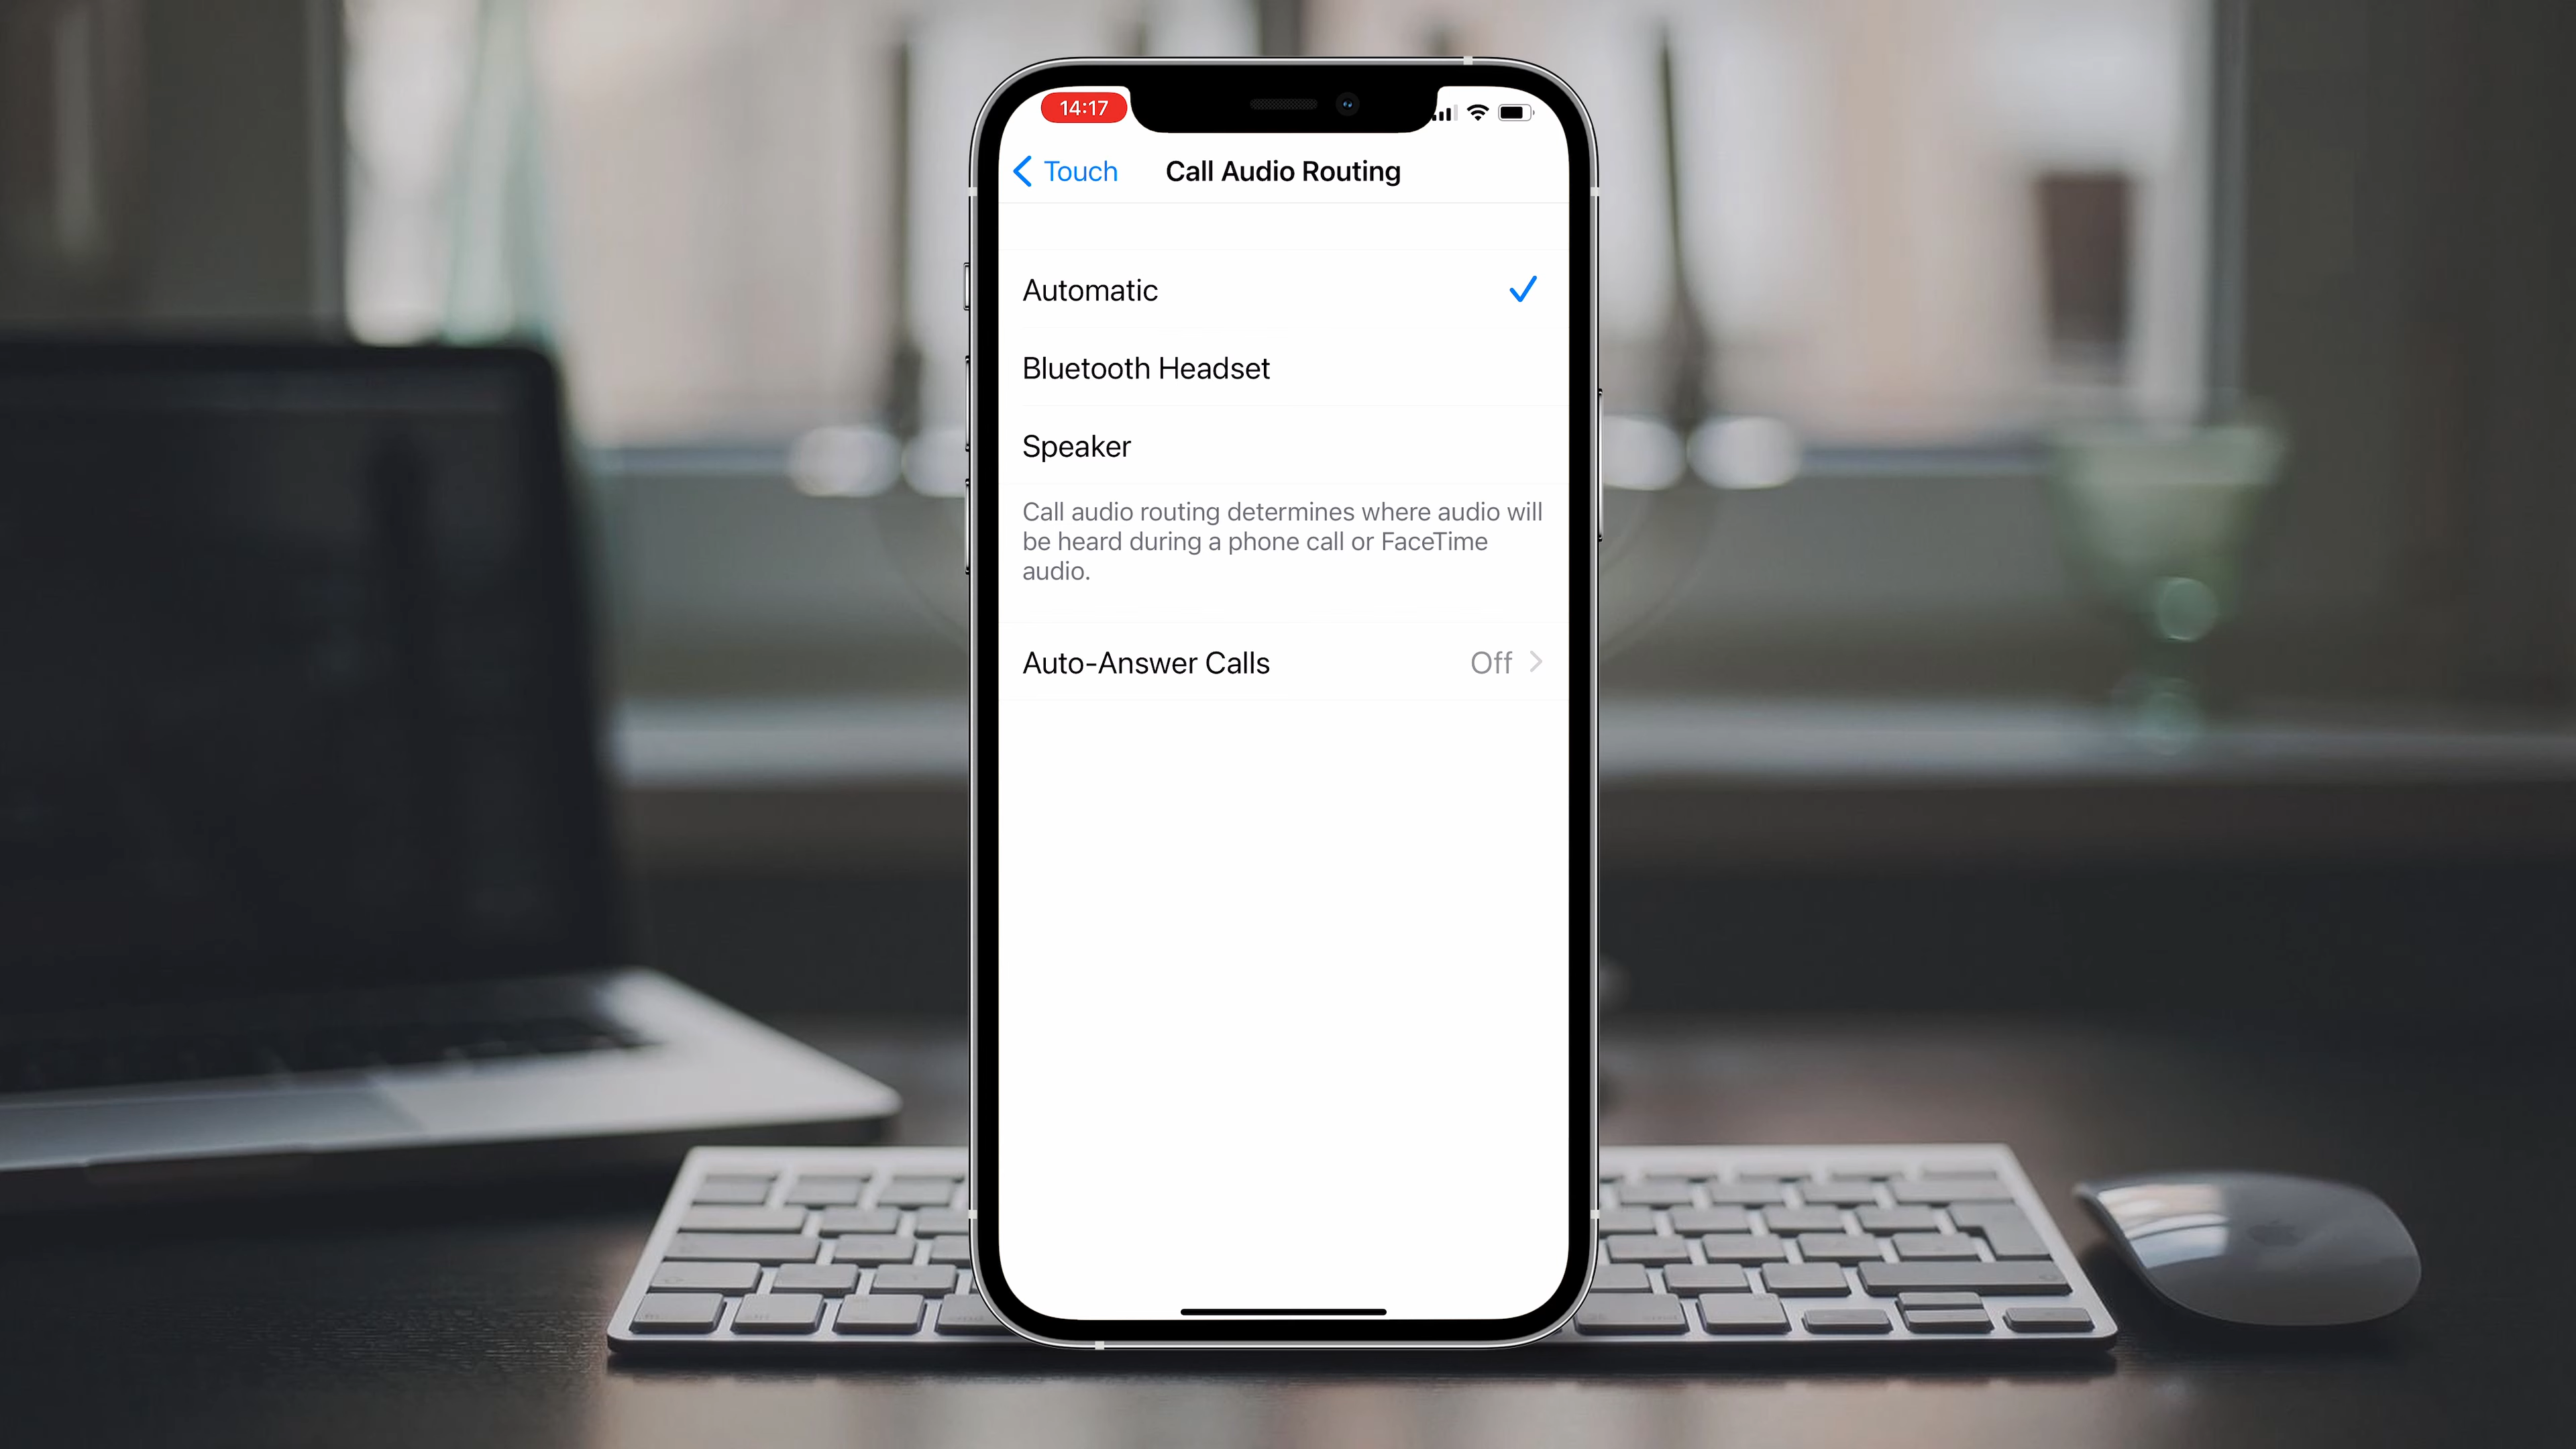 14:17
Touch
Call Audio Routing
Automatic
Bluetooth Headset
Speaker
Call audio routing determines where audio will
be heard during a phone call or FaceTime
audio.
Auto-Answer Calls
Off